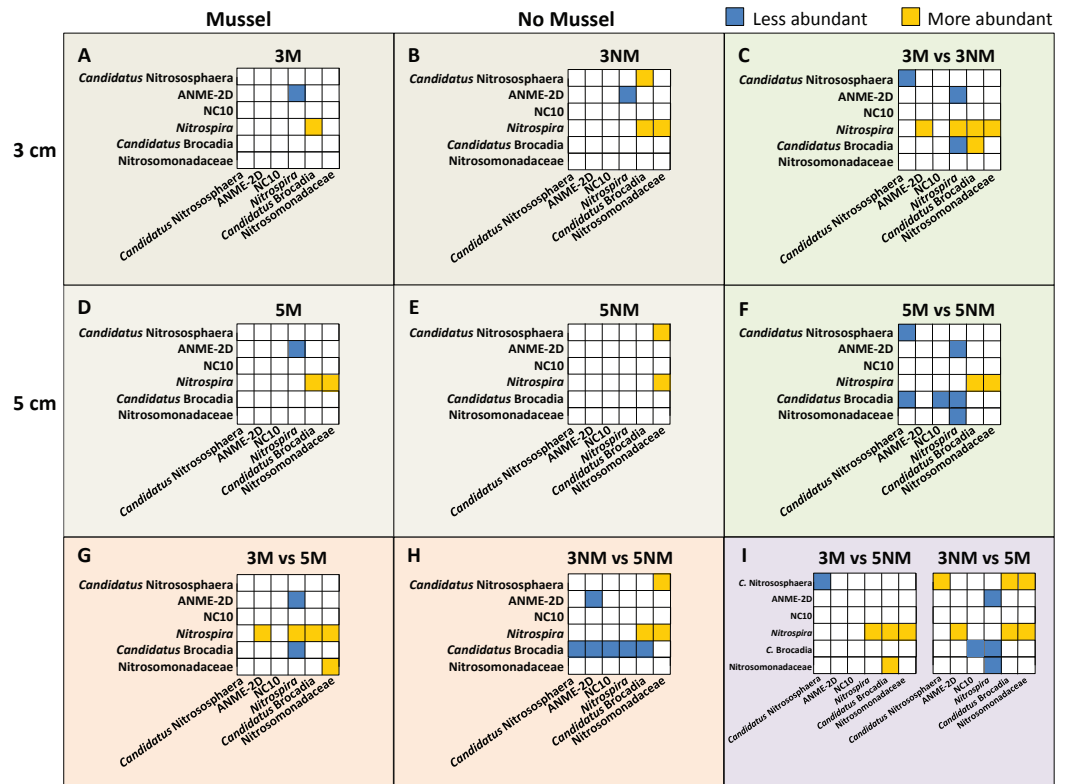 Mussel
No Mussel
Less abundant
More abundant
3 cm
A
3M
Candidatus Nitrososphaera
ANME-2D
NC10
Nitrospira
Candidatus Brocadia
Nitrosomonadaceae
Candidatus Nitrososphaera
ANME-2D
NC10
Nitrospira
Candidatus Brocadia
Nitrosomonadaceae
B
3NM
Candidatus Nitrososphaera
ANME-2D
NC10
Nitrospira
Candidatus Brocadia
Nitrosomonadaceae
Candidatus Nitrososphaera
ANME-2D
NC10
Nitrospira
Candidatus Brocadia
Nitrosomonadaceae
C
3M vs 3NM
Candidatus Nitrososphaera
ANME-2D
NC10
Nitrospira
Candidatus Brocadia
Nitrosomonadaceae
Candidatus Nitrososphaera
ANME-2D
NC10
Nitrospira
Candidatus Brocadia
Nitrosomonadaceae
5 cm
D
5M
Candidatus Nitrososphaera
ANME-2D
NC10
Nitrospira
Candidatus Brocadia
Nitrosomonadaceae
Candidatus Nitrososphaera
ANME-2D
NC10
Nitrospira
Candidatus Brocadia
Nitrosomonadaceae
E
5NM
Candidatus Nitrososphaera
ANME-2D
NC10
Nitrospira
Candidatus Brocadia
Nitrosomonadaceae
Candidatus Nitrososphaera
ANME-2D
NC10
Nitrospira
Candidatus Brocadia
Nitrosomonadaceae
F
5M vs 5NM
Candidatus Nitrososphaera
ANME-2D
NC10
Nitrospira
Candidatus Brocadia
Nitrosomonadaceae
Candidatus Nitrososphaera
ANME-2D
NC10
Nitrospira
Candidatus Brocadia
Nitrosomonadaceae
G
3M vs 5M
Candidatus Nitrososphaera
ANME-2D
NC10
Nitrospira
Candidatus Brocadia
Nitrosomonadaceae
Candidatus Nitrososphaera
ANME-2D
NC10
Nitrospira
Candidatus Brocadia
Nitrosomonadaceae
H
3NM vs 5NM
Candidatus Nitrososphaera
ANME-2D
NC10
Nitrospira
Candidatus Brocadia
Nitrosomonadaceae
Candidatus Nitrososphaera
ANME-2D
NC10
Nitrospira
Candidatus Brocadia
Nitrosomonadaceae
I
3M vs 5NM
3NM vs 5M
C. Nitrososphaera
ANME-2D
NC10
Nitrospira
C. Brocadia
Nitrosomonadaceae
Candidatus Nitrososphaera
ANME-2D
NC10
Nitrospira
Candidatus Brocadia
Nitrosomonadaceae
Candidatus Nitrososphaera
ANME-2D
NC10
Nitrospira
Candidatus Brocadia
Nitrosomonadaceae